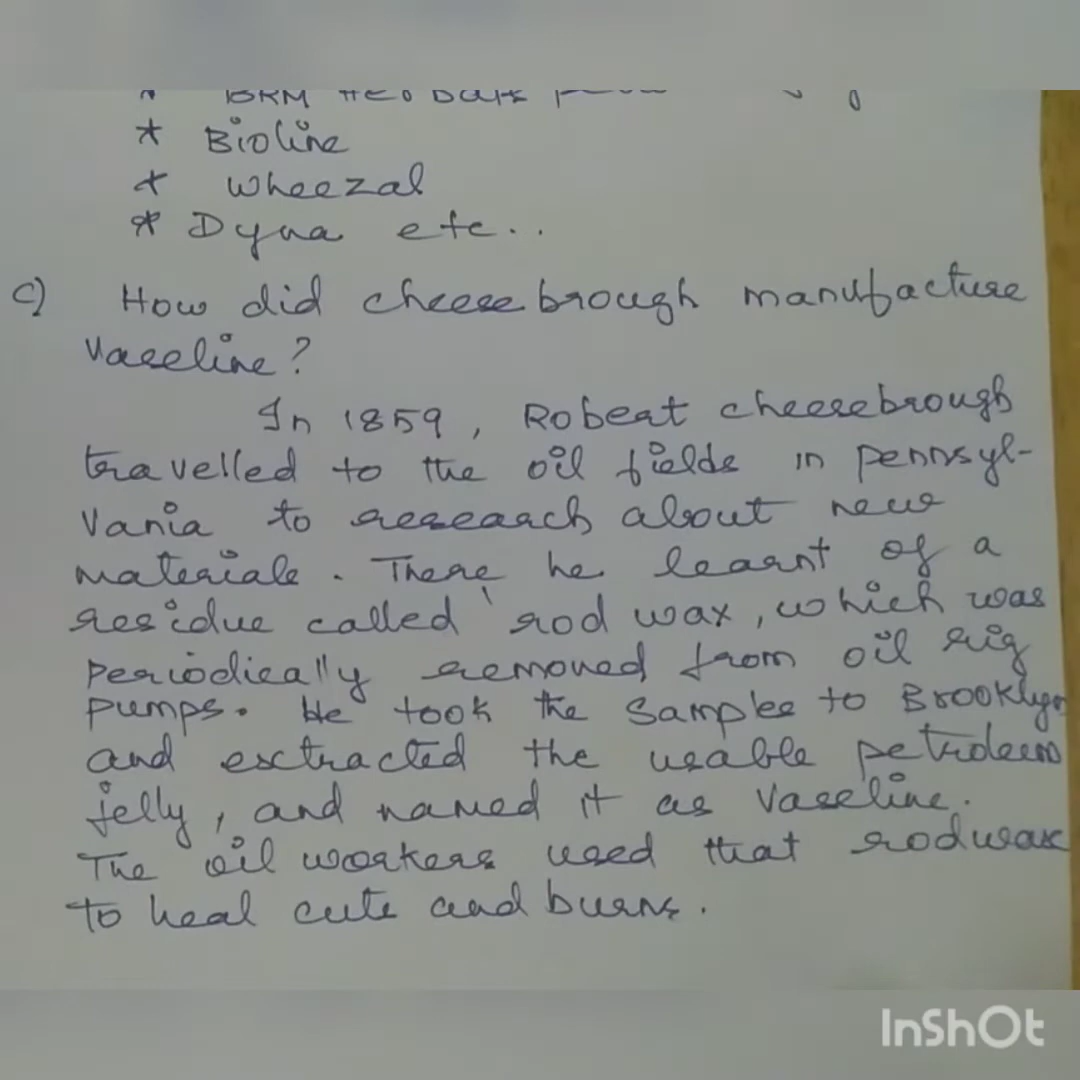 * BRM Herbals
* Bioline
* Wheezal
* Dyna etc...
c) How did cheesebrough manufacture
Vaseline?
In 1859, Robert cheesebrough
travelled to the oil fields in pennsyl-
vania to research about new
materials. There, he learnt of a
residue called 'rod wax, which was
periodically removed from oil rig
pumps. He took the samples to Brooklyn
and extracted the usable petroleum
jelly, and named it as Vaseline.
The oil workers used that rodwax
to heal cuts and burns.
InShOt